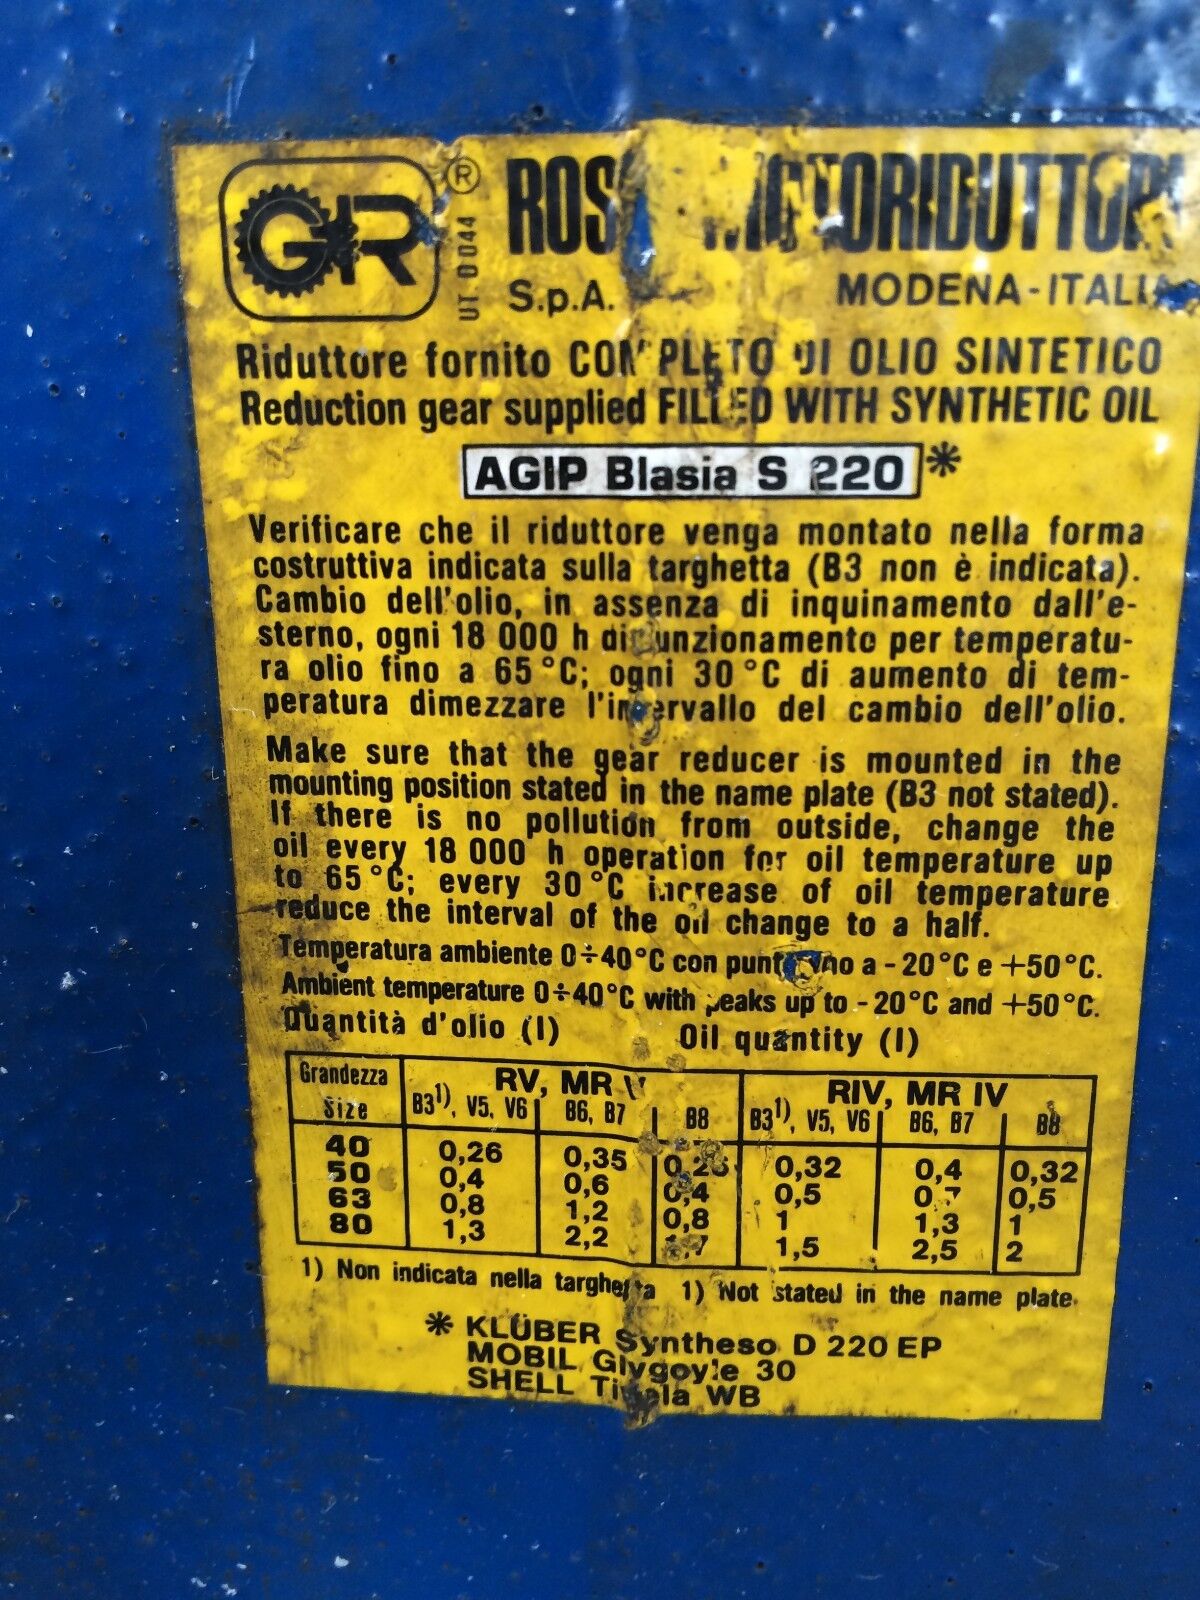 GR ®
UT 0044
MOTORIDUTTORI
S.p.A. MODENA-ITALIA
Riduttore fornito COMPLETO DI OLIO SINTETICO
Reduction gear supplied FILLED WITH SYNTHETIC OIL
AGIP Blasia S 220 *
Verificare che il riduttore venga montato nella forma
costruttiva indicata sulla targhetta (B3 non è indicata).
Cambio dell'olio, in assenza di inquinamento dall'e-
sterno, ogni 18 000 h di funzionamento per temperatu-
ra olio fino a 65 °C; ogni 30 °C di aumento di tem-
peratura dimezzare l'intervallo del cambio dell'olio.
Make sure that the gear reducer is mounted in the
mounting position stated in the name plate (B3 not stated).
If there is no pollution from outside, change the
oil every 18 000 h operation for oil temperature up
to 65 °C; every 30 °C increase of oil temperature
reduce the interval of the oil change to a half.
Temperatura ambiente 0÷40 °C con a - 20 °C e +50 °C.
Ambient temperature 0÷40 °C with peaks up to - 20 °C and +50 °C.
Quantità d'olio (l) Oil quantity (l)
Grandezza RV, MR V RIV, MR IV
Size B3 1), V5, V6 B6, B7 B8 B3 1), V5, V6 B6, B7 B8
40 0,26 0,35 0,32 0,4 0,32
50 0,4 0,6 0,4 0,5 0,5
63 0,8 1,2 0,8 1 1,3 1
80 1,3 2,2 1,5 2,5 2
1) Non indicata nella targhetta 1) Not stated in the name plate.
* KLÜBER Syntheso D 220 EP
MOBIL Glygoyle 30
SHELL WB